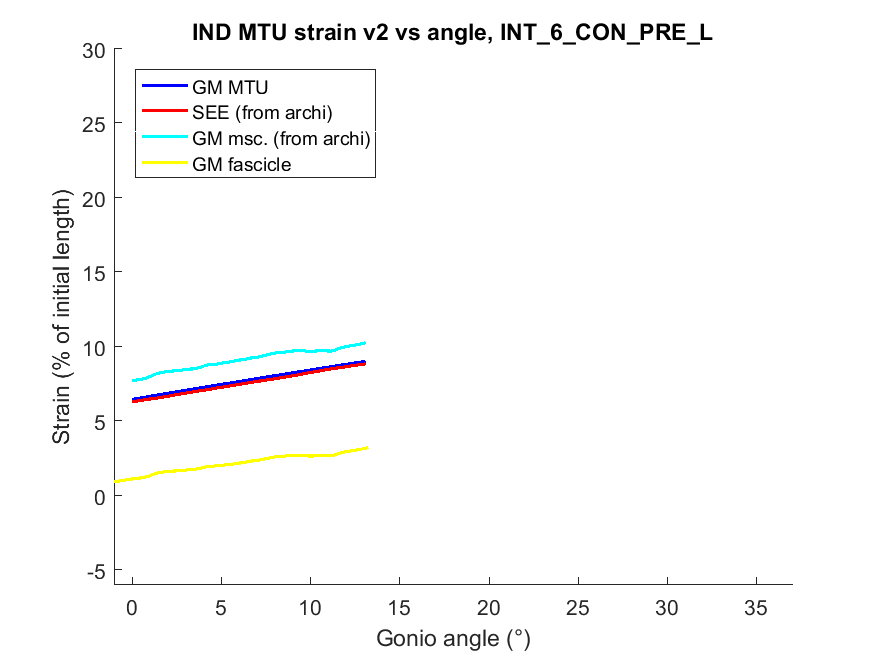 IND MTU strain v2 vs angle, INT_6_CON_PRE_L
GM MTU
SEE (from archi)
GM msc. (from archi)
GM fascicle
Strain (% of initial length)
30
25
20
15
10
5
0
-5
0 5 10 15 20 25 30 35
Gonio angle (°)